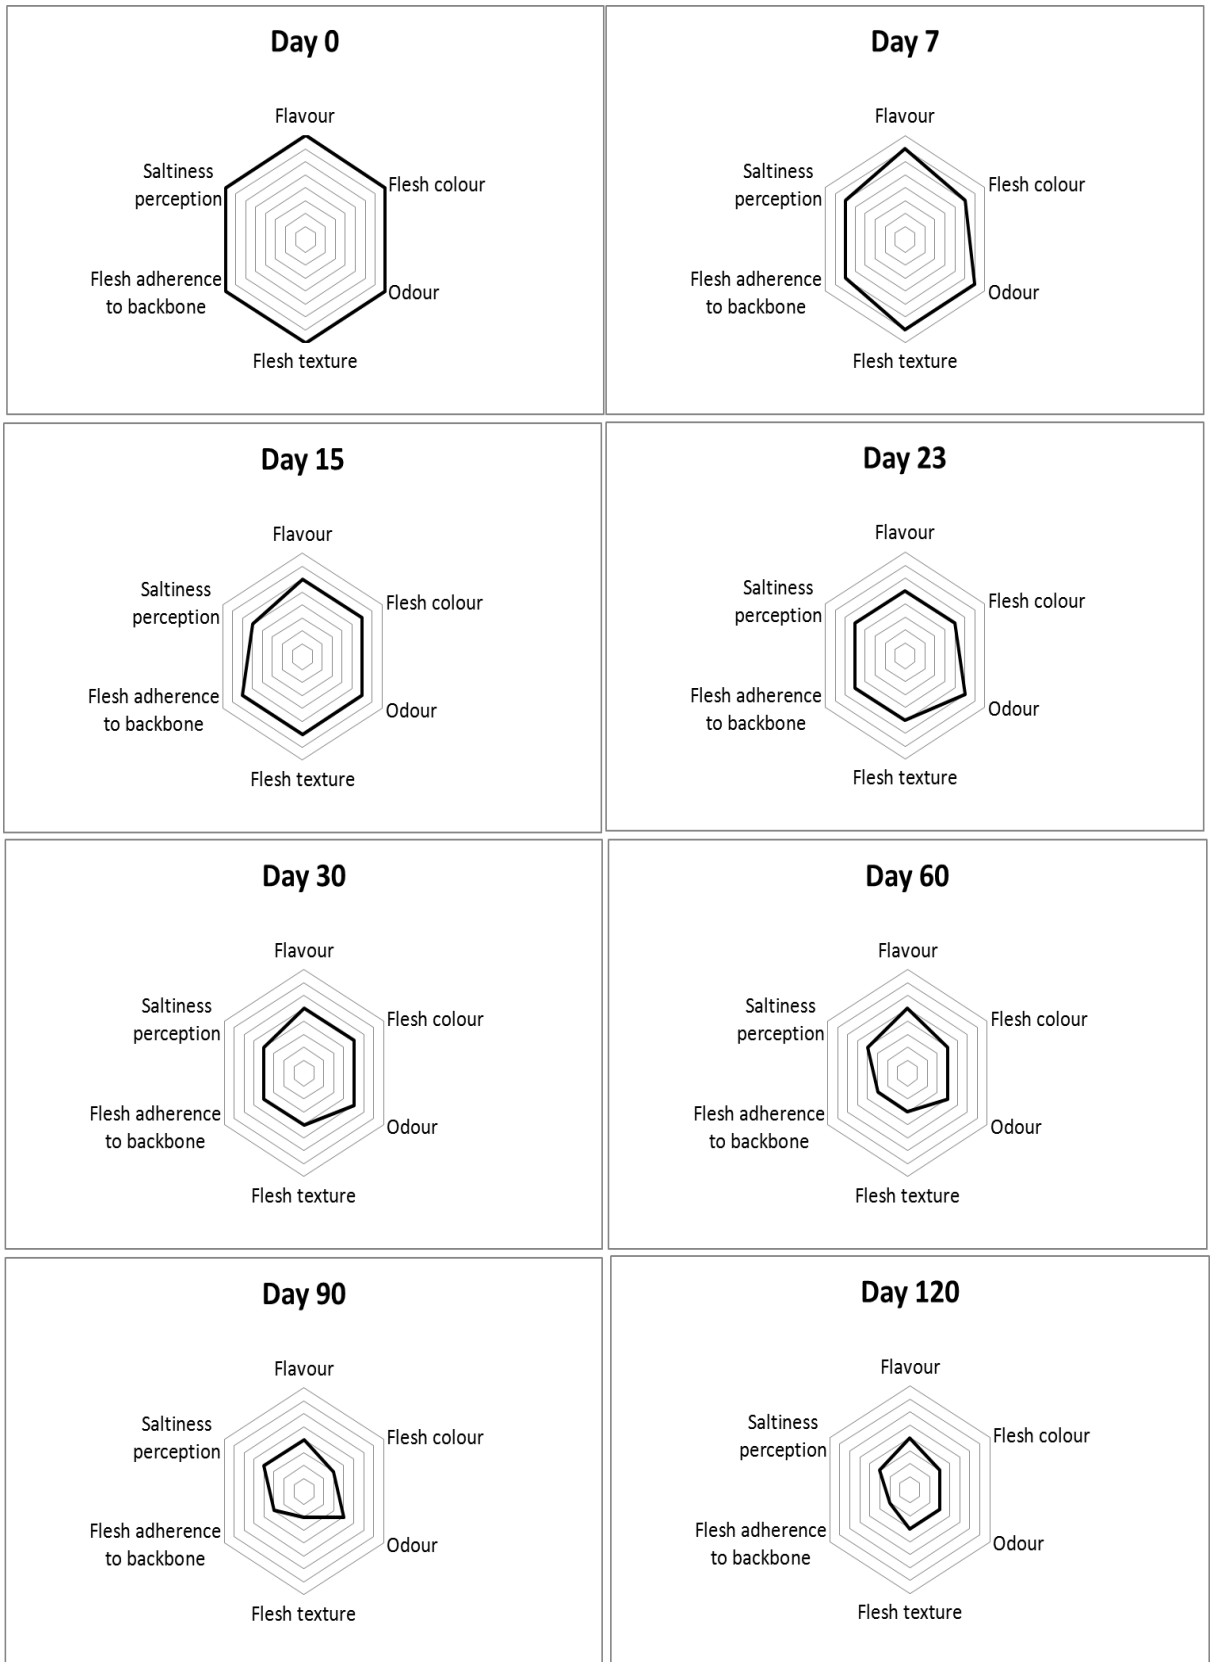 Day 0
Flavour
Saltiness
perception
Flesh colour
Flesh adherence
to backbone
Odour
Flesh texture
Day 7
Flavour
Saltiness
perception
Flesh colour
Flesh adherence
to backbone
Odour
Flesh texture
Day 15
Flavour
Saltiness
perception
Flesh colour
Flesh adherence
to backbone
Odour
Flesh texture
Day 23
Flavour
Saltiness
perception
Flesh colour
Flesh adherence
to backbone
Odour
Flesh texture
Day 30
Flavour
Saltiness
perception
Flesh colour
Flesh adherence
to backbone
Odour
Flesh texture
Day 60
Flavour
Saltiness
perception
Flesh colour
Flesh adherence
to backbone
Odour
Flesh texture
Day 90
Flavour
Saltiness
perception
Flesh colour
Flesh adherence
to backbone
Odour
Flesh texture
Day 120
Flavour
Saltiness
perception
Flesh colour
Flesh adherence
to backbone
Odour
Flesh texture